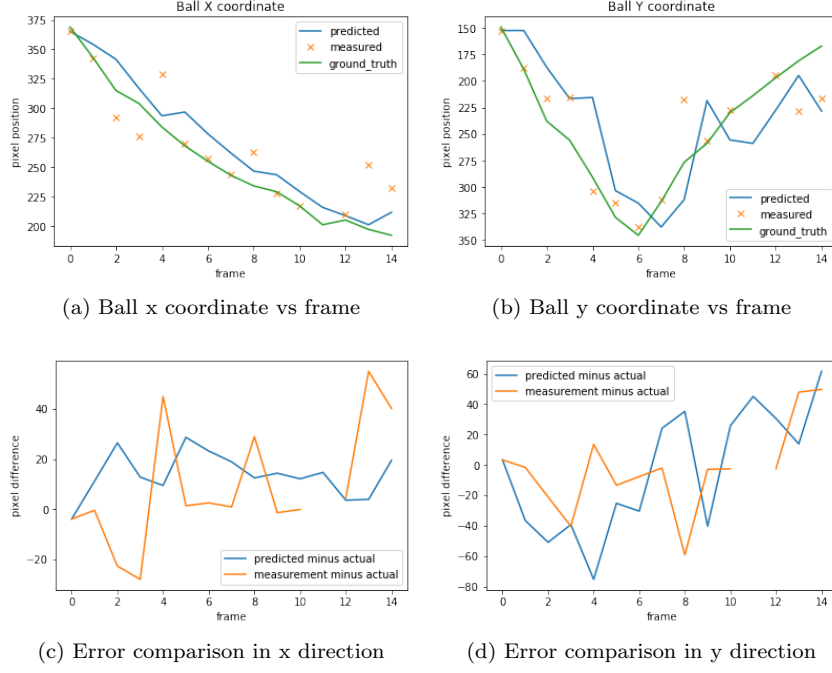 Ball X coordinate
375
350
325
300
275
250
225
200
pixel position
0 2 4 6 8 10 12 14
frame
predicted
measured
ground_truth
(a) Ball x coordinate vs frame
Ball Y coordinate
150
175
200
225
250
275
300
325
350
pixel position
0 2 4 6 8 10 12 14
frame
predicted
measured
ground_truth
(b) Ball y coordinate vs frame
40
20
0
−20
pixel difference
0 2 4 6 8 10 12 14
frame
predicted minus actual
measurement minus actual
(c) Error comparison in x direction
60
40
20
0
−20
−40
−60
−80
pixel difference
0 2 4 6 8 10 12 14
frame
predicted minus actual
measurement minus actual
(d) Error comparison in y direction